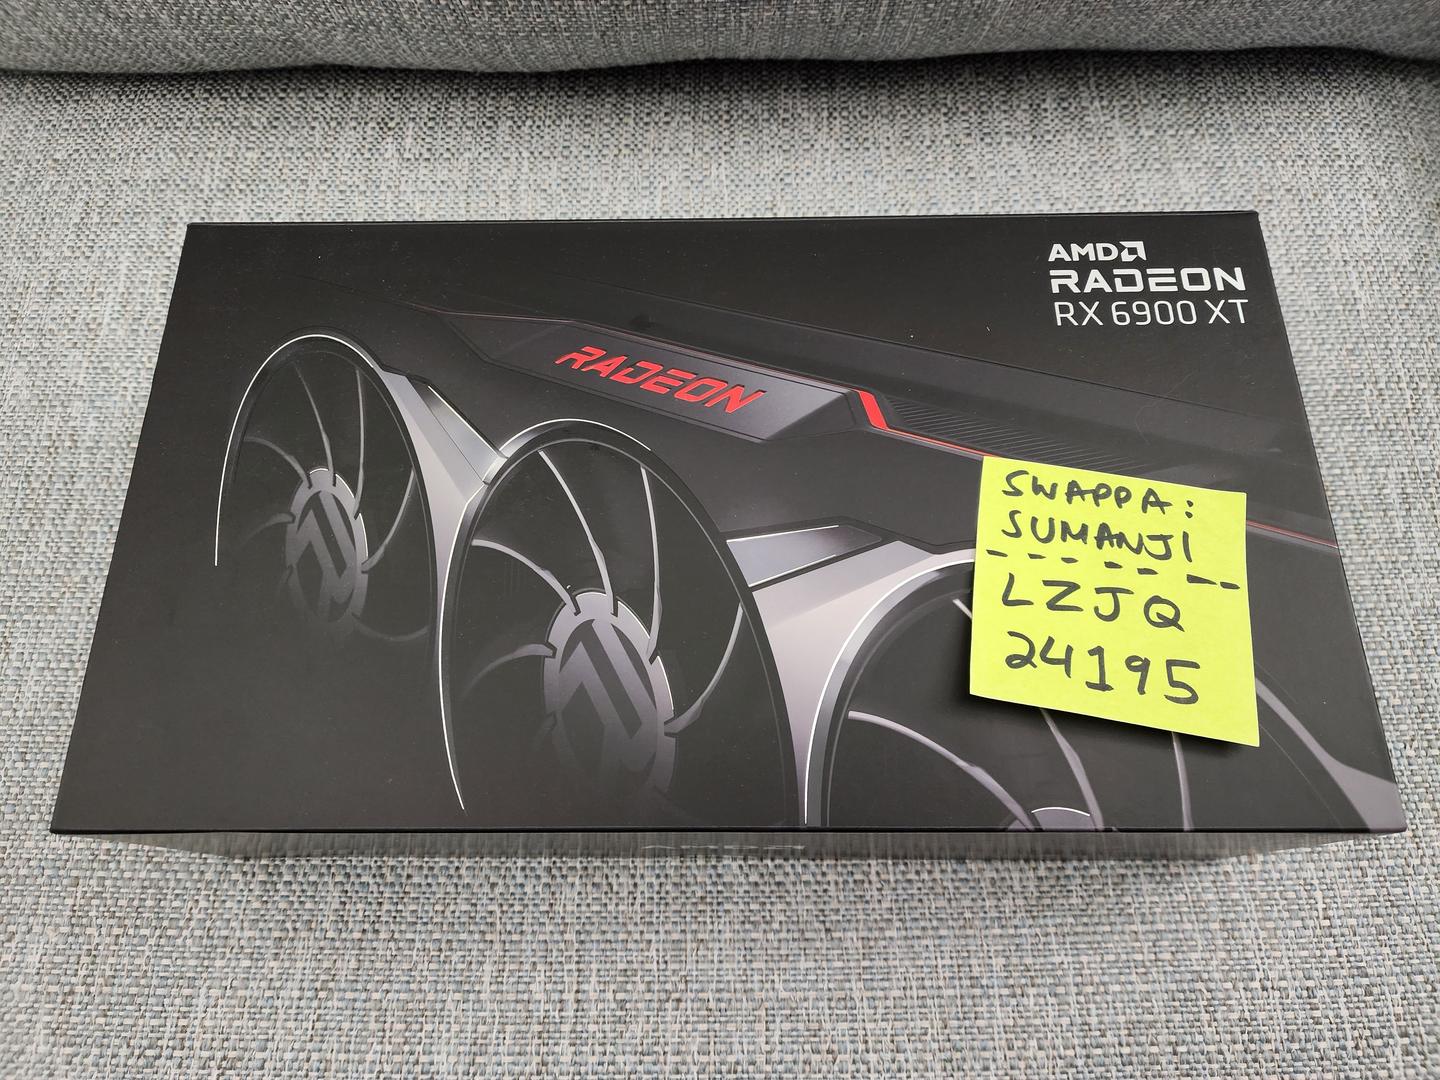 AMD
RADEON
RX 6900 XT
RADEON
SWAPPA:
SUMANJI
LZJQ
24195